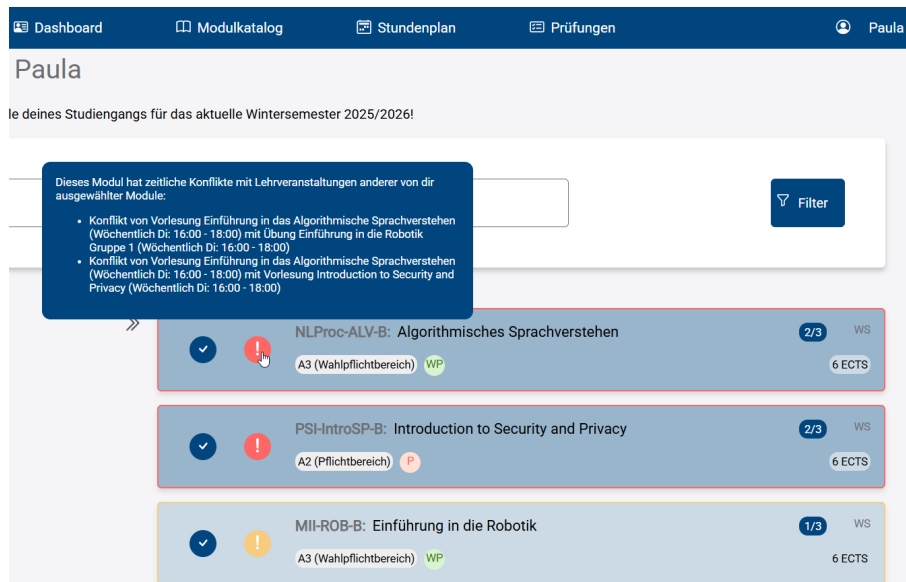 Dashboard
Modulkatalog
Stundenplan
Prüfungen
Paula
Paula
le deines Studiengangs für das aktuelle Wintersemester 2025/2026!
Dieses Modul hat zeitliche Konflikte mit Lehrveranstaltungen anderer von dir
ausgewählter Module:
• Konflikt von Vorlesung Einführung in das Algorithmische Sprachverstehen
(Wöchentlich Di: 16:00 - 18:00) mit Übung Einführung in die Robotik
Gruppe 1 (Wöchentlich Di: 16:00 - 18:00)
• Konflikt von Vorlesung Einführung in das Algorithmische Sprachverstehen
(Wöchentlich Di: 16:00 - 18:00) mit Vorlesung Introduction to Security and
Privacy (Wöchentlich Di: 16:00 - 18:00)
Filter
NLProc-ALV-B: Algorithmisches Sprachverstehen
2/3 WS
A3 (Wahlpflichtbereich) WP
6 ECTS
PSI-IntroSP-B: Introduction to Security and Privacy
2/3 WS
A2 (Pflichtbereich) P
6 ECTS
MII-ROB-B: Einführung in die Robotik
1/3 WS
A3 (Wahlpflichtbereich) WP
6 ECTS